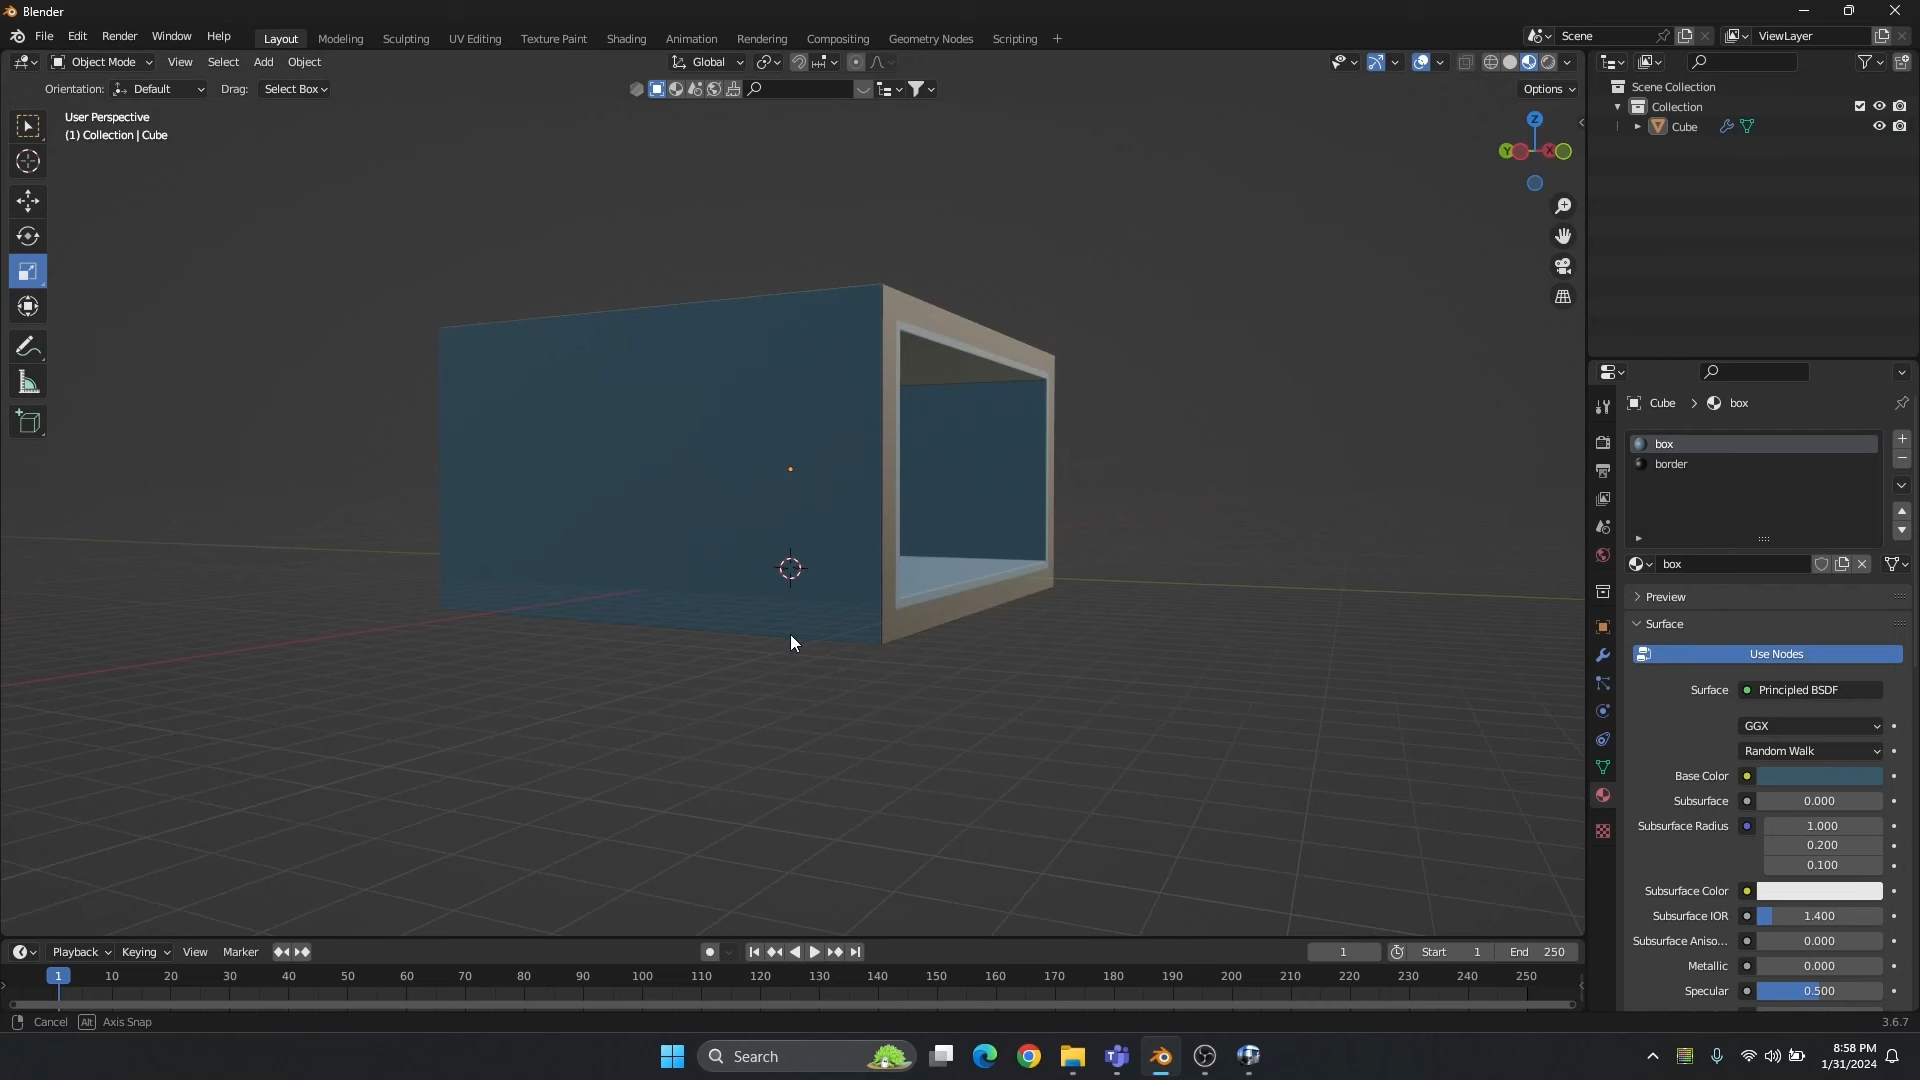 Blender
File Edit Render Window Help
Layout Modeling Sculpting UV Editing Texture Paint Shading Animation Rendering Compositing Geometry Nodes Scripting +
Scene ViewLayer
Object Mode View Select Add Object
Global
Orientation: Default Drag: Select Box
Options
User Perspective
(1) Collection | Cube
Z
Y X
Scene Collection
Collection
Cube
Cube > box
box
border
box
Preview
Surface
Use Nodes
Surface Principled BSDF
GGX
Random Walk
Base Color
Subsurface 0.000
Subsurface Radius 1.000
0.200
0.100
Subsurface Color
Subsurface IOR 1.400
Subsurface Aniso... 0.000
Metallic 0.000
Specular 0.500
Playback Keying View Marker
1 Start 1 End 250
1 10 20 30 40 50 60 70 80 90 100 110 120 130 140 150 160 170 180 190 200 210 220 230 240 250
Cancel Alt Axis Snap
3.6.7
Search
8:58 PM
1/31/2024